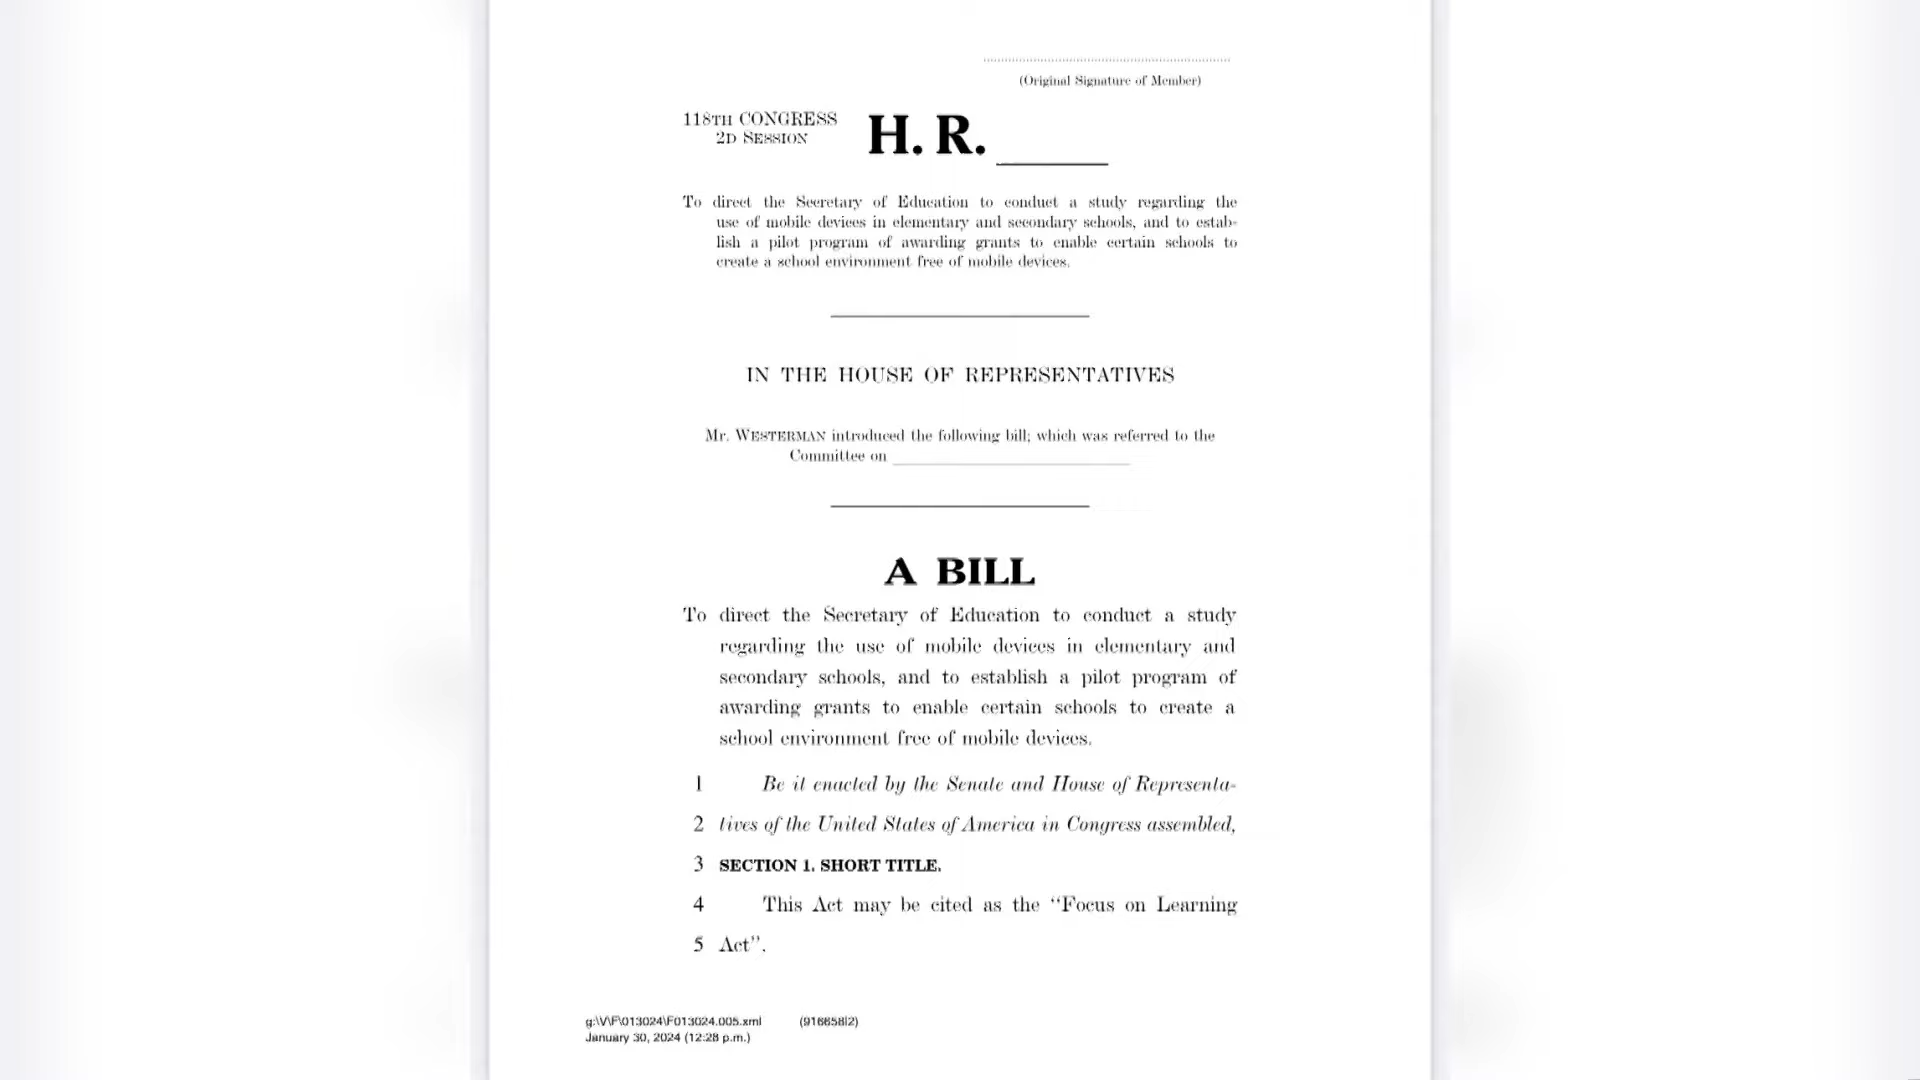 (Original Signature of Member)
118TH CONGRESS
2D SESSION
H. R.
To direct the Secretary of Education to conduct a study regarding the
use of mobile devices in elementary and secondary schools, and to estab-
lish a pilot program of awarding grants to enable certain schools to
create a school environment free of mobile devices.
IN THE HOUSE OF REPRESENTATIVES
Mr. WESTERMAN introduced the following bill; which was referred to the
Committee on
A BILL
To direct the Secretary of Education to conduct a study
regarding the use of mobile devices in elementary and
secondary schools, and to establish a pilot program of
awarding grants to enable certain schools to create a
school environment free of mobile devices.
1 Be it enacted by the Senate and House of Representa-
2 tives of the United States of America in Congress assembled,
3 SECTION 1. SHORT TITLE.
4 This Act may be cited as the “Focus on Learning
5 Act”.
g:\V\F\013024\F013024.005.xml (916658|2)
January 30, 2024 (12:28 p.m.)